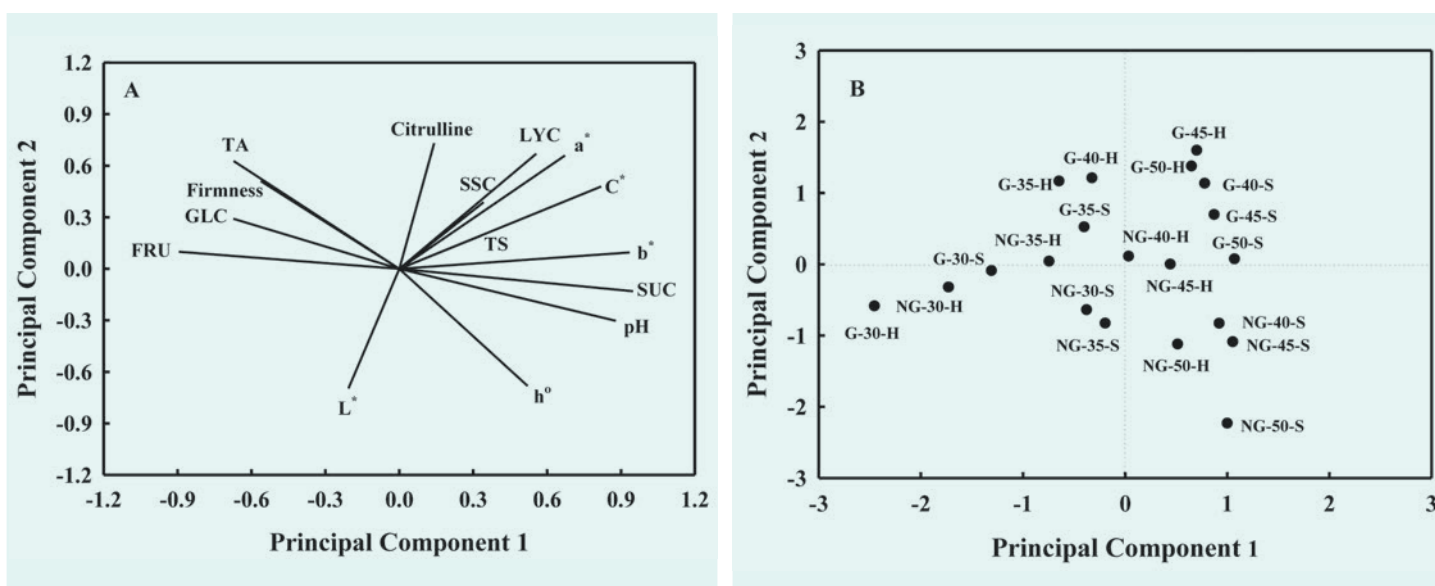 A
1.2
0.9
0.6
0.3
0.0
-0.3
-0.6
-0.9
-1.2
Principal Component 2
Citrulline
LYC
a*
TA
SSC
C*
Firmness
GLC
TS
FRU
b*
SUC
pH
L*
h°
-1.2 -0.9 -0.6 -0.3 0.0 0.3 0.6 0.9 1.2
Principal Component 1
B
3
2
1
0
-1
-2
-3
Principal Component 2
G-45-H
G-40-H
G-50-H
G-35-H
G-40-S
G-35-S
G-45-S
NG-35-H
NG-40-H
G-50-S
G-30-S
NG-45-H
NG-30-S
NG-30-H
G-30-H
NG-40-S
NG-35-S
NG-45-S
NG-50-H
NG-50-S
-3 -2 -1 0 1 2 3
Principal Component 1